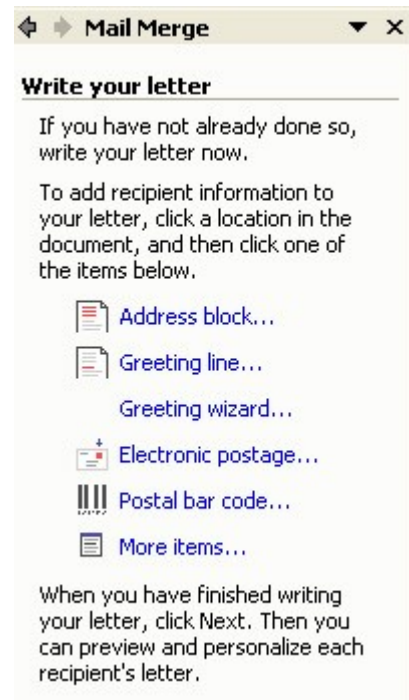 Mail Merge
Write your letter
If you have not already done so,
write your letter now.
To add recipient information to
your letter, click a location in the
document, and then click one of
the items below.
Address block...
Greeting line...
Greeting wizard...
Electronic postage...
Postal bar code...
More items...
When you have finished writing
your letter, click Next. Then you
can preview and personalize each
recipient's letter.